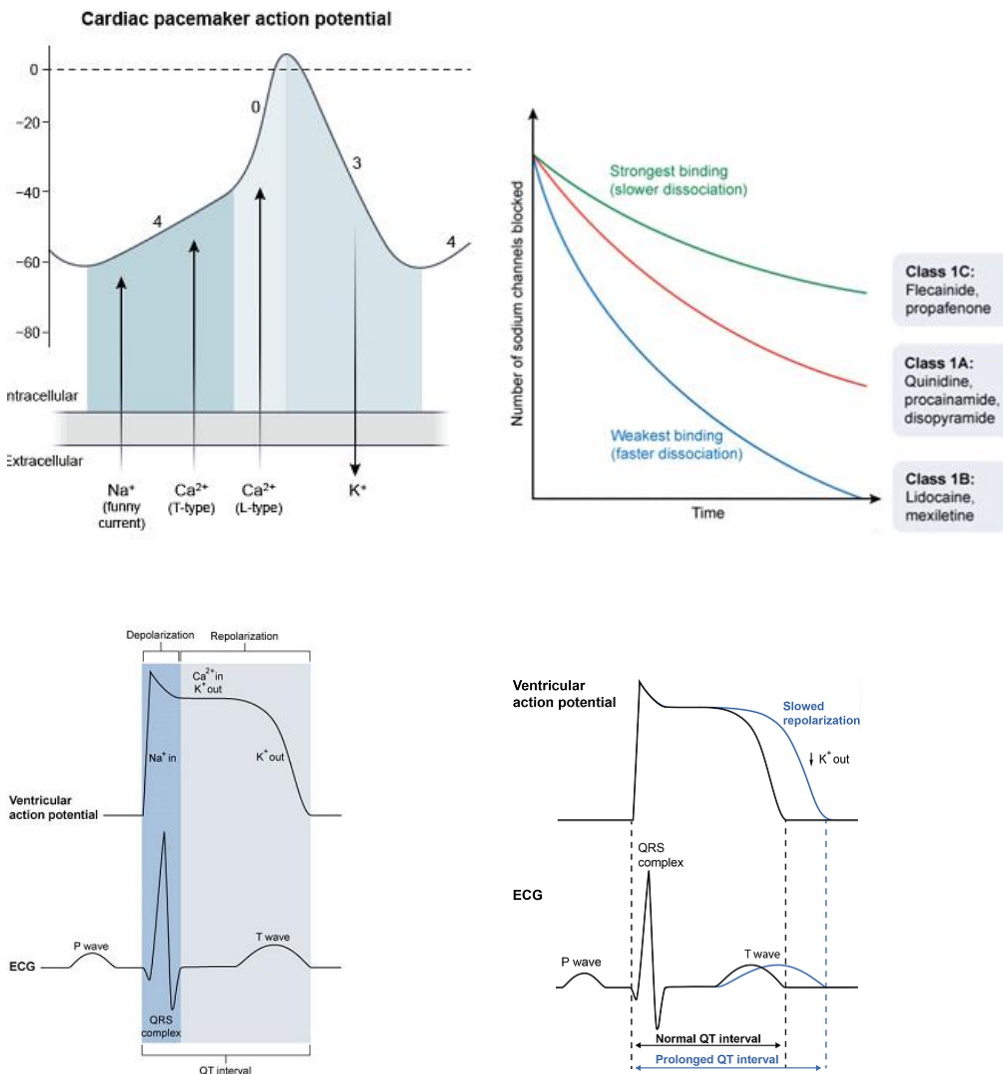 Cardiac pacemaker action potential
0
−20
−40
−60
−80
4
0
3
4
ntracellular
Extracellular
Na⁺
(funny
current)
Ca²⁺
(T-type)
Ca²⁺
(L-type)
K⁺
Number of sodium channels blocked
Strongest binding
(slower dissociation)
Weakest binding
(faster dissociation)
Time
Class 1C:
Flecainide,
propafenone
Class 1A:
Quinidine,
procainamide,
disopyramide
Class 1B:
Lidocaine,
mexiletine
Depolarization
Repolarization
Ca²⁺ in
K⁺ out
Na⁺ in
K⁺ out
Ventricular
action potential
P wave
T wave
ECG
QRS
complex
QT interval
Ventricular
action potential
Slowed
repolarization
↓ K⁺ out
QRS
complex
ECG
P wave
T wave
Normal QT interval
Prolonged QT interval